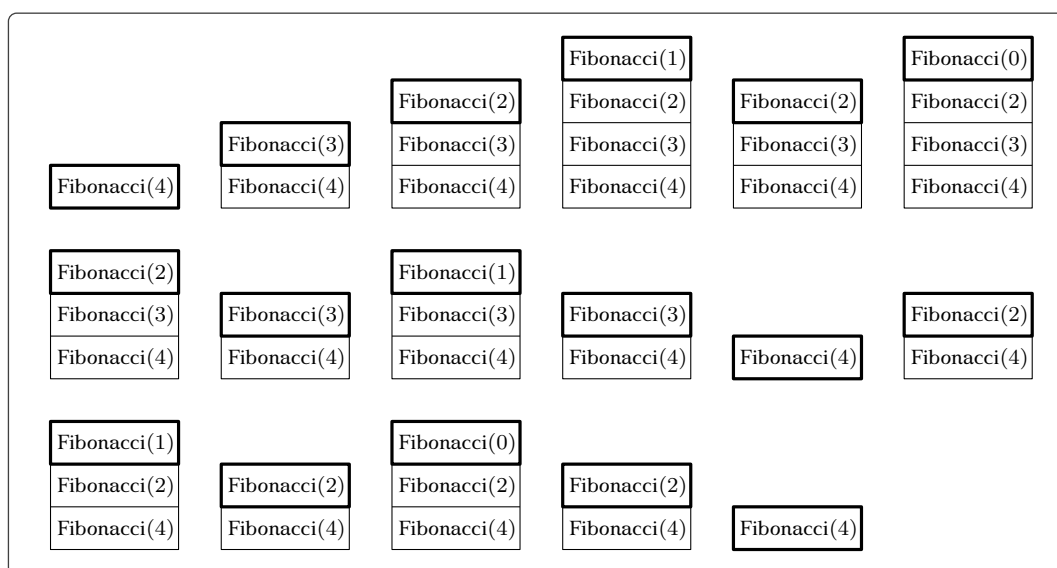 Fibonacci(1) Fibonacci(0)
Fibonacci(2) Fibonacci(2) Fibonacci(2) Fibonacci(2)
Fibonacci(3) Fibonacci(3) Fibonacci(3) Fibonacci(3) Fibonacci(3)
Fibonacci(4) Fibonacci(4) Fibonacci(4) Fibonacci(4) Fibonacci(4) Fibonacci(4)
Fibonacci(2) Fibonacci(1)
Fibonacci(3) Fibonacci(3) Fibonacci(3) Fibonacci(3) Fibonacci(2)
Fibonacci(4) Fibonacci(4) Fibonacci(4) Fibonacci(4) Fibonacci(4) Fibonacci(4)
Fibonacci(1) Fibonacci(0)
Fibonacci(2) Fibonacci(2) Fibonacci(2) Fibonacci(2)
Fibonacci(4) Fibonacci(4) Fibonacci(4) Fibonacci(4) Fibonacci(4)